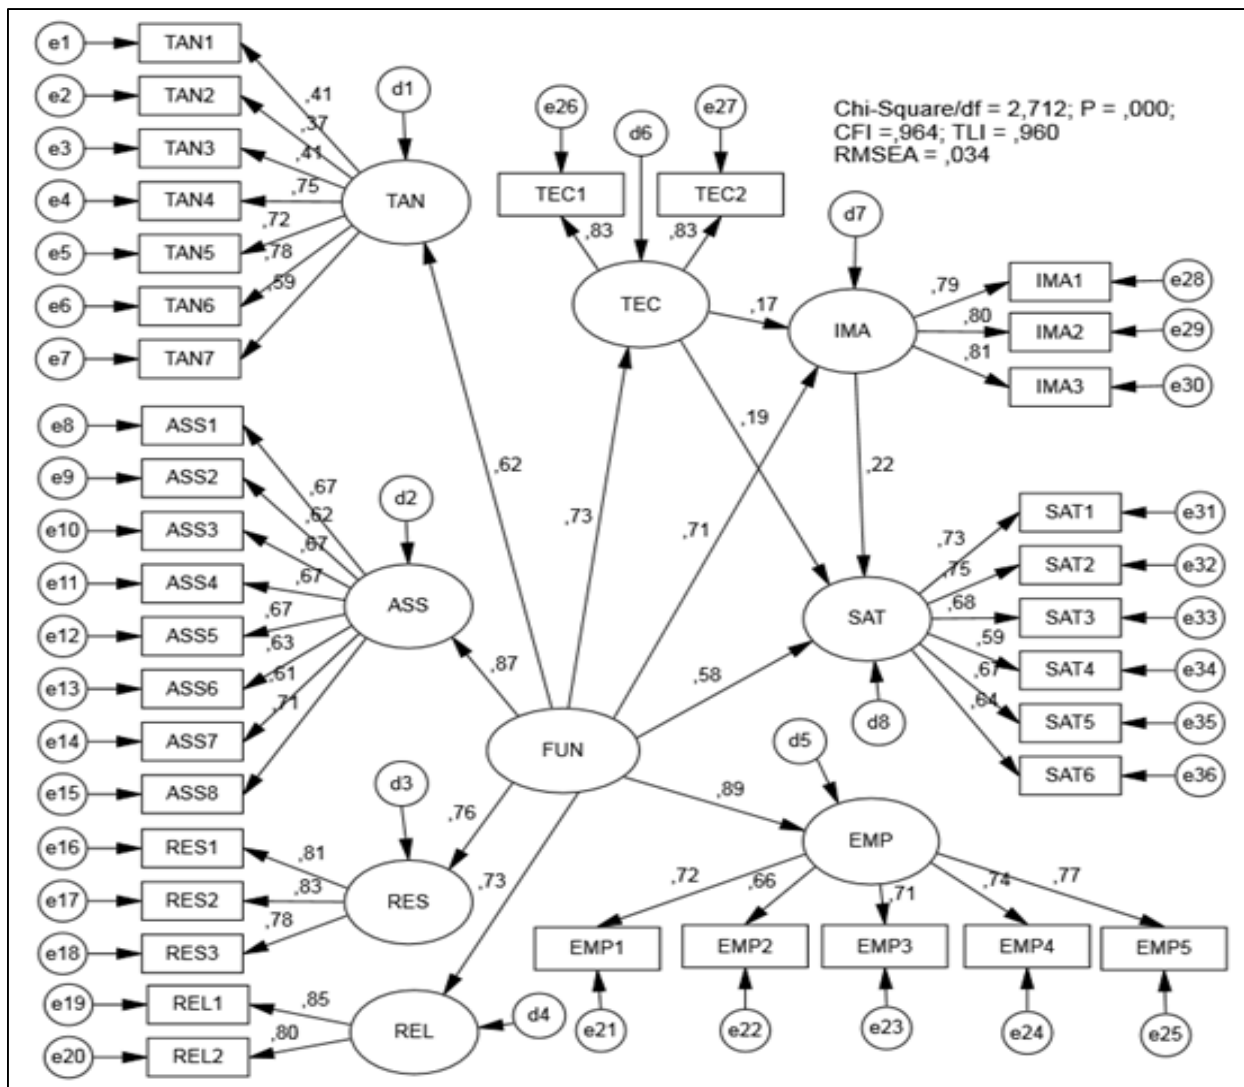 e1 TAN1
e2 TAN2
e3 TAN3
e4 TAN4
e5 TAN5
e6 TAN6
e7 TAN7
,41
,37
,41
,75
,72
,78
,59
d1
TAN
e26
e27
d6
TEC1
TEC2
,83
,83
TEC
Chi-Square/df = 2,712; P = ,000;
CFI =,964; TLI = ,960
RMSEA = ,034
d7
,17
IMA
,79
,80
,81
IMA1 e28
IMA2 e29
IMA3 e30
e8 ASS1
e9 ASS2
e10 ASS3
e11 ASS4
e12 ASS5
e13 ASS6
e14 ASS7
e15 ASS8
,67
,62
,67
,67
,67
,63
,61
,71
d2
ASS
,62
,73
,71
,19
,22
,87
,58
SAT
d8
,73
,75
,68
,59
,67
,64
SAT1 e31
SAT2 e32
SAT3 e33
SAT4 e34
SAT5 e35
SAT6 e36
FUN
,76
,73
,89
e16 RES1
e17 RES2
e18 RES3
,81
,83
,78
d3
RES
e19 REL1
e20 REL2
,85
,80
REL
d4
d5
EMP
,72
,66
,71
,74
,77
EMP1
EMP2
EMP3
EMP4
EMP5
e21
e22
e23
e24
e25